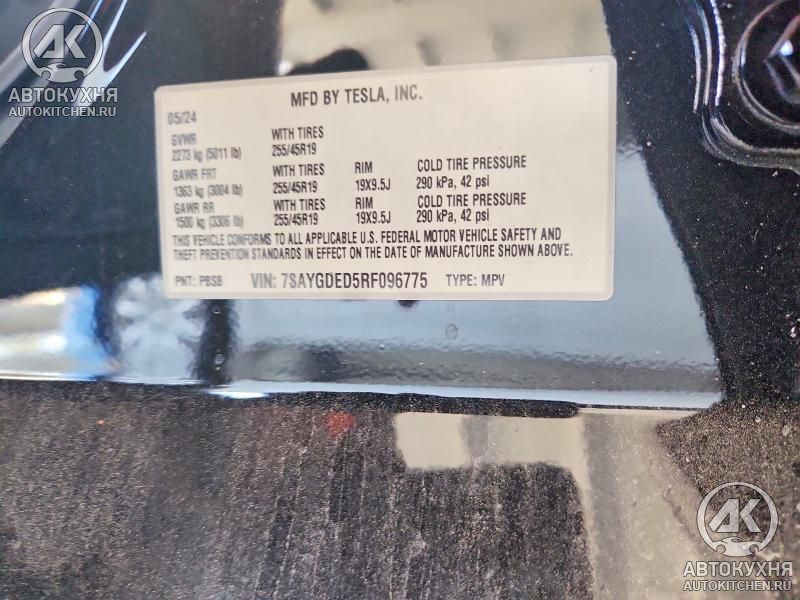 АК
АВТОКУХНЯ
AUTOKITCHEN.RU
MFD BY TESLA, INC.
05/24
GVWR WITH TIRES
2273 kg (5011 lb) 255/45R19
GAWR FRT WITH TIRES RIM COLD TIRE PRESSURE
1363 kg (3004 lb) 255/45R19 19X9.5J 290 kPa, 42 psi
GAWR RR WITH TIRES RIM COLD TIRE PRESSURE
1500 kg (3306 lb) 255/45R19 19X9.5J 290 kPa, 42 psi
THIS VEHICLE CONFORMS TO ALL APPLICABLE U.S. FEDERAL MOTOR VEHICLE SAFETY AND
THEFT PREVENTION STANDARDS IN EFFECT ON THE DATE OF MANUFACTURE SHOWN ABOVE.
PNT: PBSB VIN: 7SAYGDED5RF096775 TYPE: MPV
АК
АВТОКУХНЯ
AUTOKITCHEN.RU